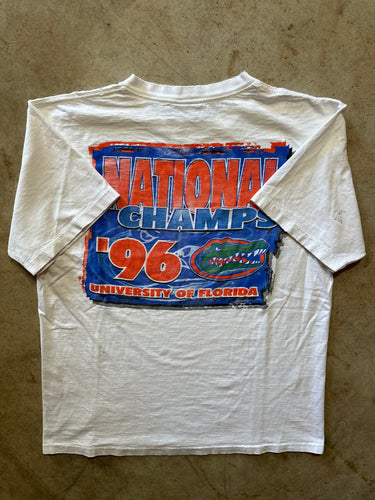 NATIONAL
CHAMPS
'96
UNIVERSITY OF FLORIDA